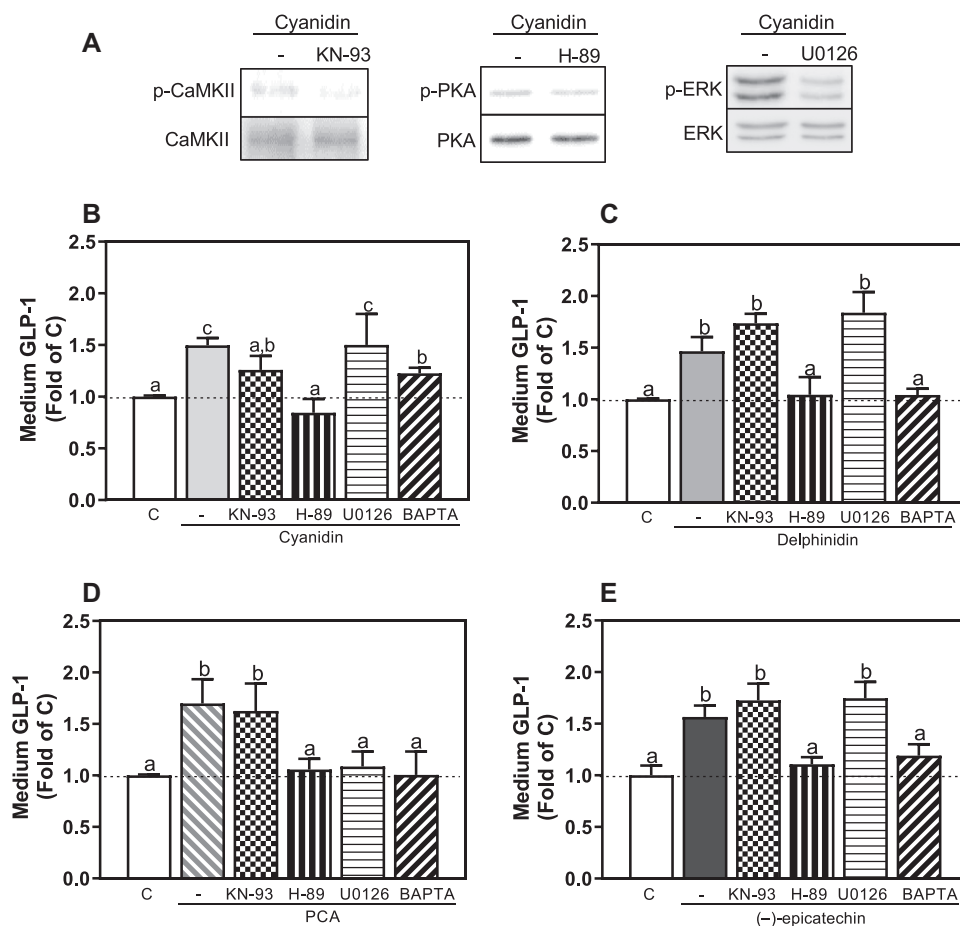 A
Cyanidin
- KN-93
p-CaMKII
CaMKII
Cyanidin
- H-89
p-PKA
PKA
Cyanidin
- U0126
p-ERK
ERK
B
Medium GLP-1
(Fold of C)
2.5
2.0
1.5
1.0
0.5
0.0
a c a,b a c b
C - KN-93 H-89 U0126 BAPTA
Cyanidin
C
Medium GLP-1
(Fold of C)
2.5
2.0
1.5
1.0
0.5
0.0
a b b a b a
C - KN-93 H-89 U0126 BAPTA
Delphinidin
D
Medium GLP-1
(Fold of C)
2.5
2.0
1.5
1.0
0.5
0.0
a b b a a a
C - KN-93 H-89 U0126 BAPTA
PCA
E
Medium GLP-1
(Fold of C)
2.5
2.0
1.5
1.0
0.5
0.0
a b b a b a
C - KN-93 H-89 U0126 BAPTA
(−)-epicatechin